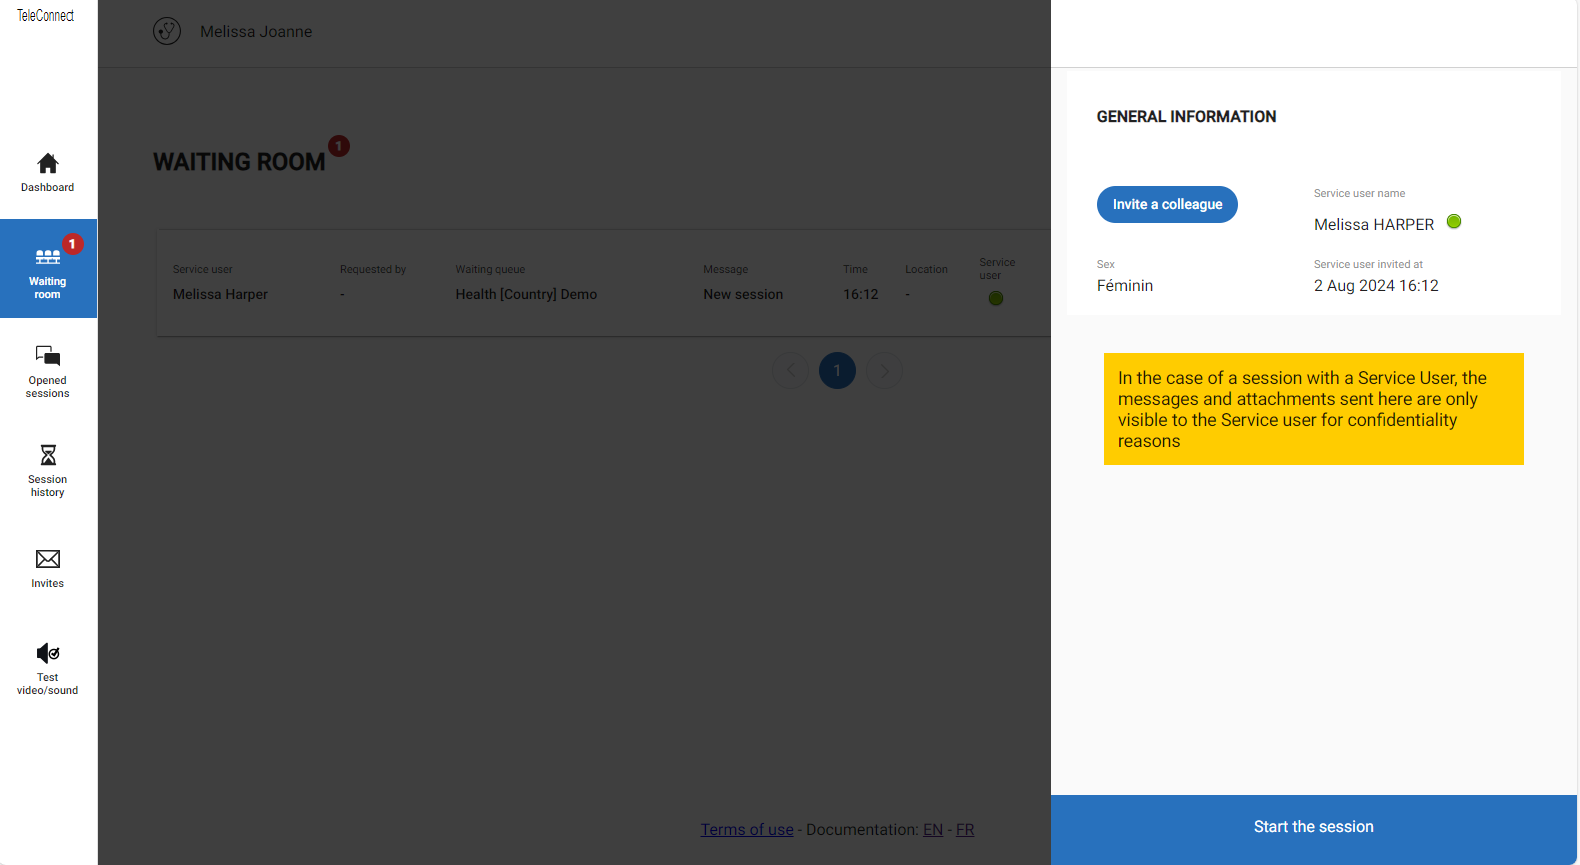 TeleConnect
Melissa Joanne
Dashboard
1
Waiting
room
Opened
sessions
Session
history
Invites
Test
video/sound
WAITING ROOM 1
Service user Requested by Waiting queue Message Time Location Service
user
Melissa Harper - Health [Country] Demo New session 16:12 -
1
Terms of use - Documentation: EN - FR
GENERAL INFORMATION
Invite a colleague
Service user name
Melissa HARPER
Sex
Féminin
Service user invited at
2 Aug 2024 16:12
In the case of a session with a Service User, the
messages and attachments sent here are only
visible to the Service user for confidentiality
reasons
Start the session